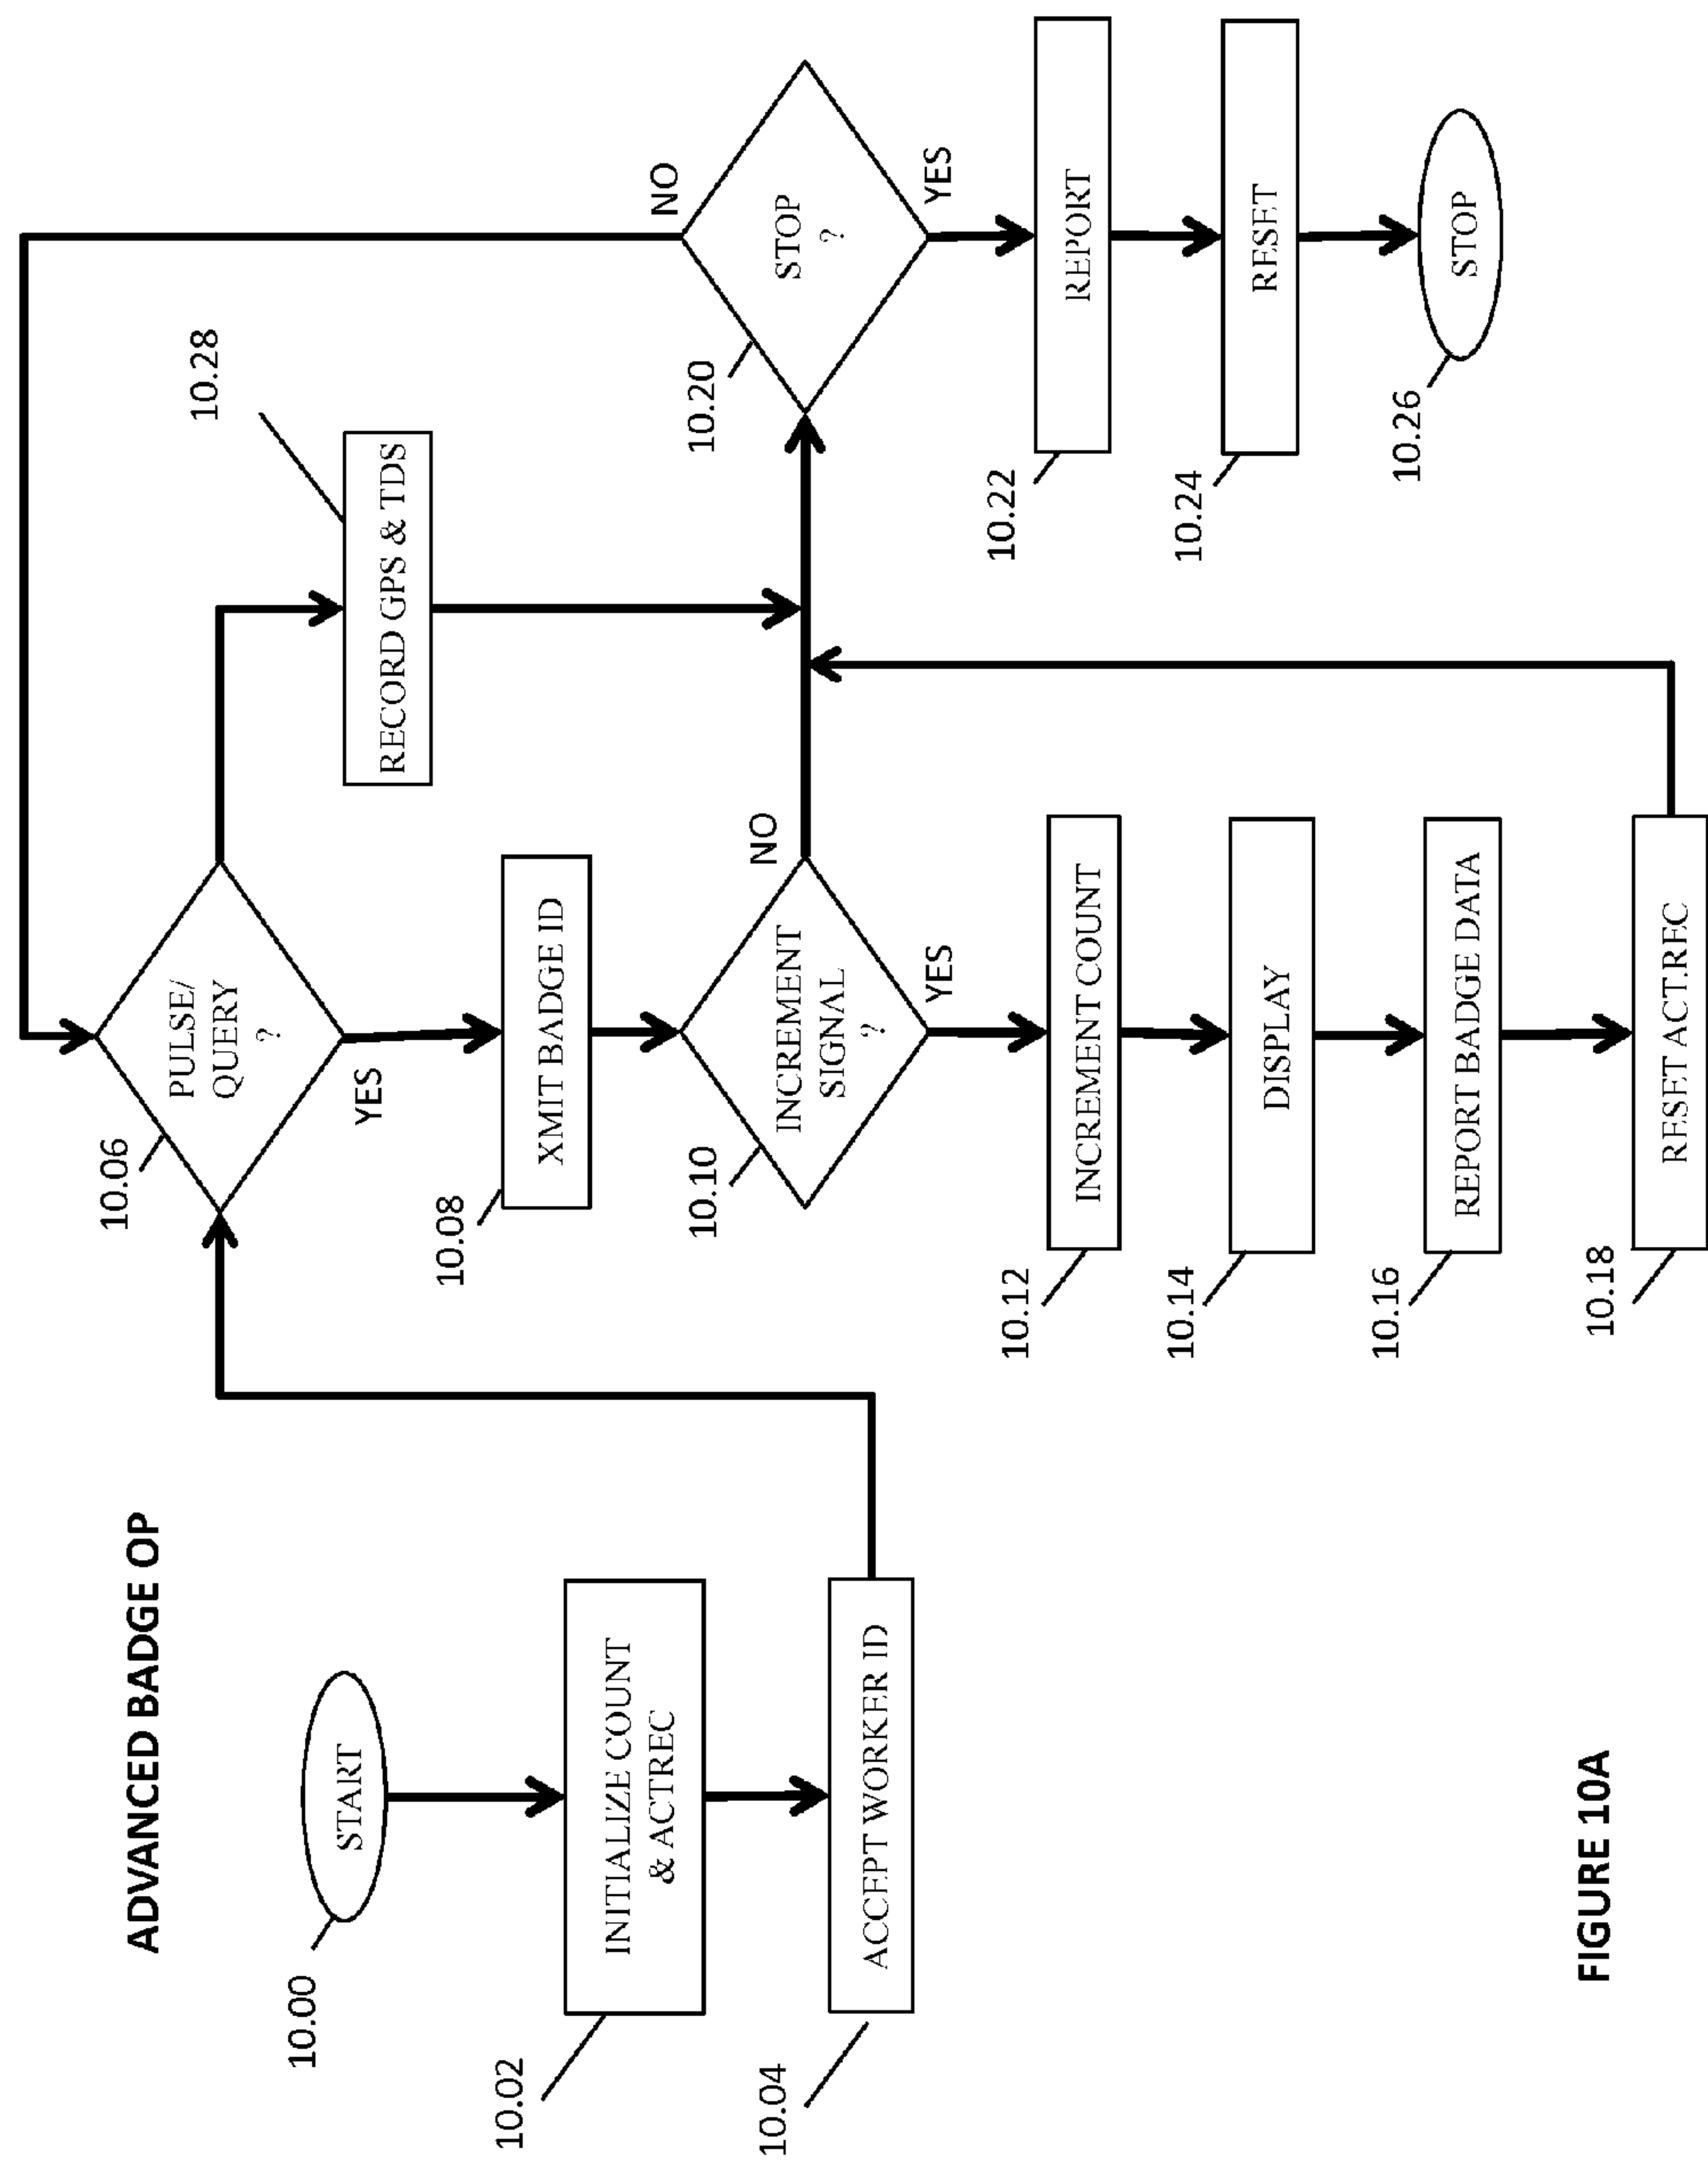 ADVANCED BADGE OP
10.00
START
10.02
INITIALIZE COUNT
& ACTREC
10.04
ACCEPT WORKER ID
10.06
PULSE/
QUERY
?
YES
10.08
XMIT BADGE ID
10.10
INCREMENT
SIGNAL
?
NO
YES
10.12
INCREMENT COUNT
10.14
DISPLAY
10.16
REPORT BADGE DATA
10.18
RESET ACT.REC
10.28
RECORD GPS & TDS
10.20
STOP
?
NO
YES
10.22
REPORT
10.24
RESET
10.26
STOP
FIGURE 10A